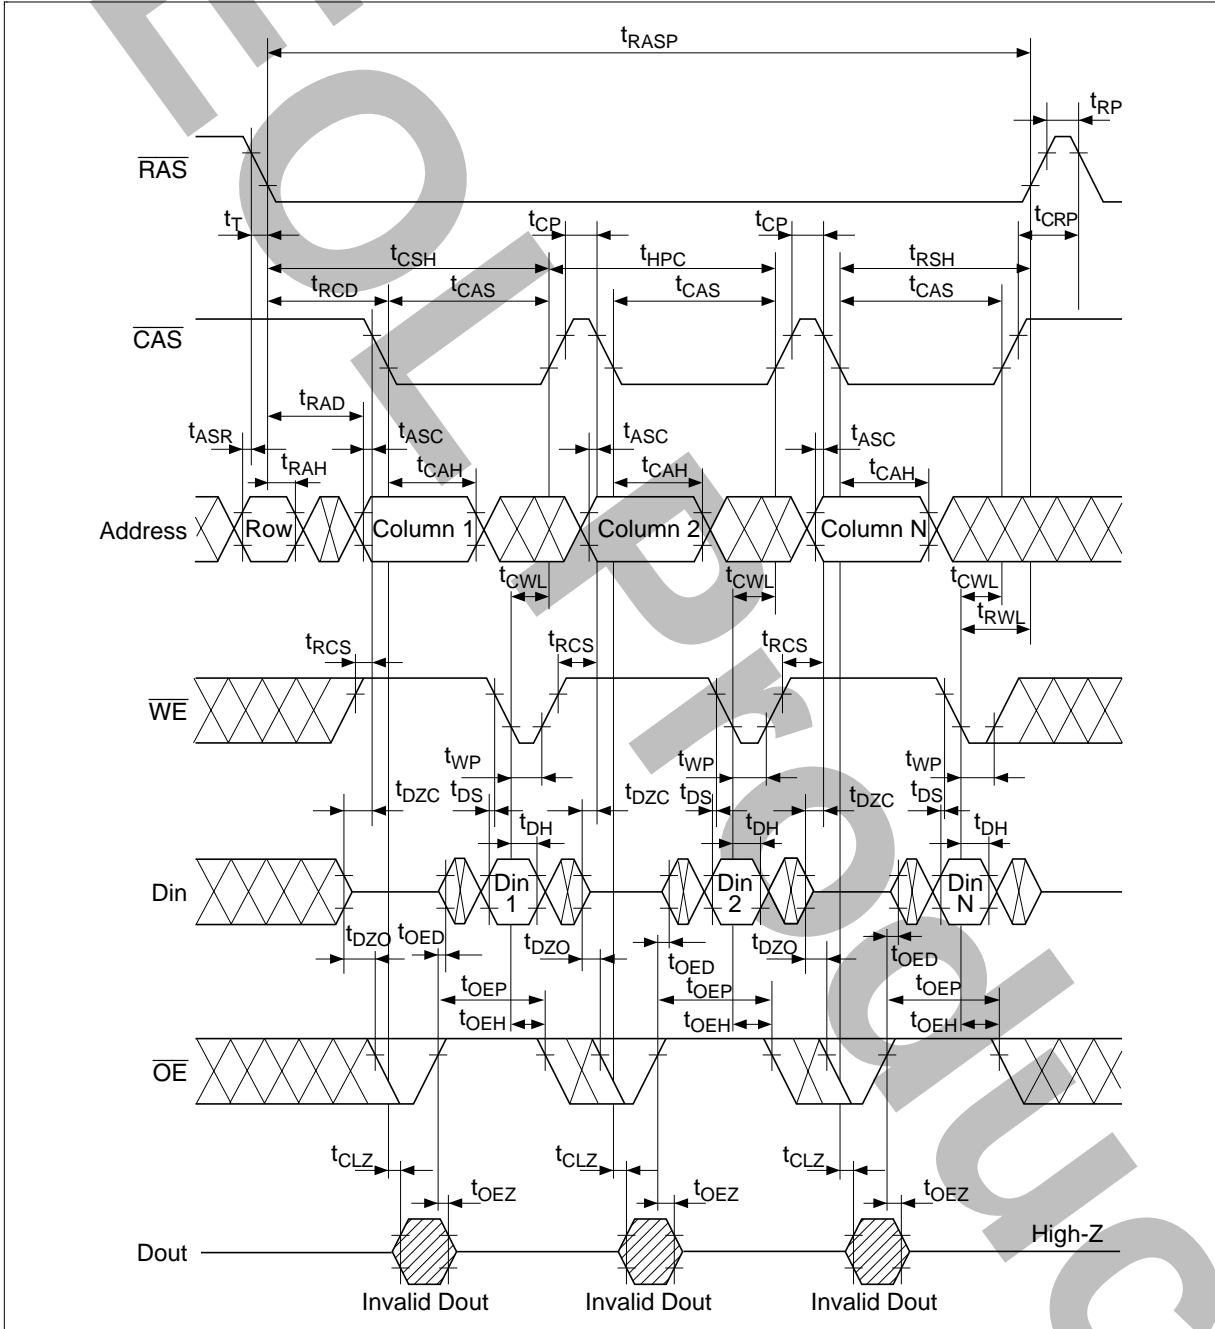 tRASP
tRP
RAS
tT
tCP
tCP
tCRP
tCSH
tHPC
tRSH
tRCD
tCAS
tCAS
tCAS
CAS
tRAD
tASR
tASC
tASC
tASC
tRAH
tCAH
tCAH
tCAH
Address
Row
Column 1
Column 2
Column N
tCWL
tCWL
tCWL
tRWL
tRCS
tRCS
tRCS
WE
tWP
tWP
tWP
tDZC
tDS
tDZC
tDS
tDZC
tDS
tDH
tDH
tDH
Din
Din 1
Din 2
Din N
tDZO
tOED
tDZO
tOED
tDZO
tOED
tOEP
tOEP
tOEP
tOEH
tOEH
tOEH
OE
tCLZ
tCLZ
tCLZ
tOEZ
tOEZ
tOEZ
Dout
High-Z
Invalid Dout
Invalid Dout
Invalid Dout
EOL Produc